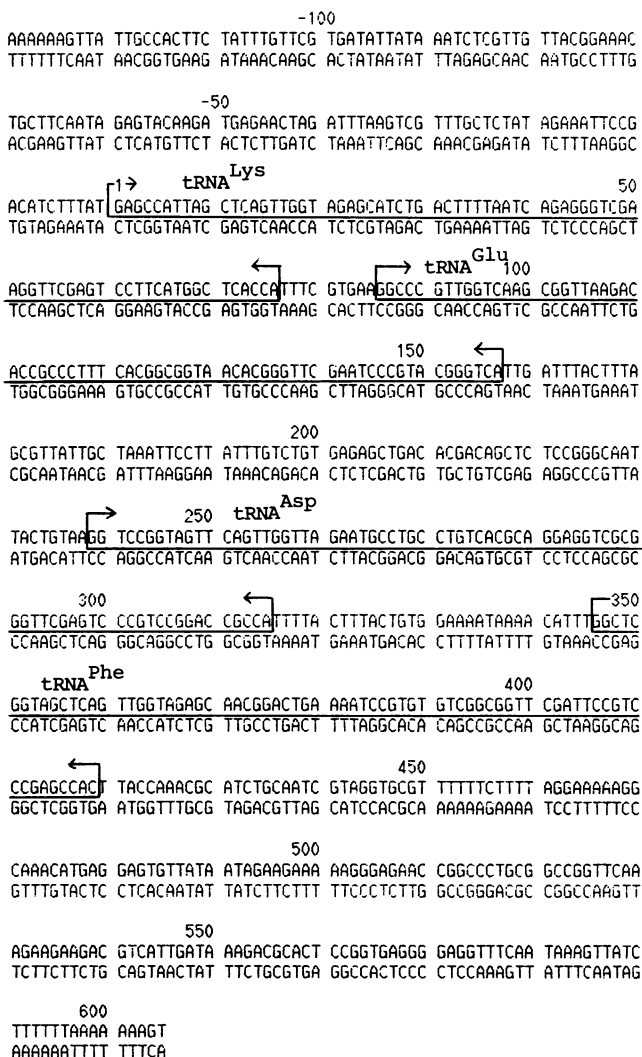 -100
AAAAAAGTTA TTGCCACTTC TATTTGTTCG TGATATTATA AATCTCGTTG TTACGGAAAC
TTTTTTCAAT AACGGTGAAG ATAAACAAGC ACTATAATAT TTAGAGCAAC AATGCCTTTG
-50
TGCTTCAATA GAGTACAAGA TGAGAACTAG ATTTAAGTCG TTTGCTCTAT AGAAATTCCG
ACGAAGTTAT CTCATGTTCT ACTCTTGATC TAAATTCAGC AAACGAGATA TCTTTAAGGC
1→ tRNALys 50
ACATCTTTAT GAGCCATTAG CTCAGTTGGT AGAGCATCTG ACTTTTAATC AGAGGGTCGA
TGTAGAAATA CTCGGTAATC GAGTCAACCA TCTCGTAGAC TGAAAATTAG TCTCCCAGCT
tRNAGlu 100
AGGTTCGAGT CCTTCATGGC TCACCATTTC GTGAAGGCCC GTTGGTCAAG CGGTTAAGAC
TCCAAGCTCA GGAAGTACCG AGTGGTAAAG CACTTCCGGG CAACCAGTTC GCCAATTCTG
150
ACCGCCCTTT CACGGCGGTA ACACGGGTTC GAATCCCGTA CGGGTCATTG ATTTACTTTA
TGGCGGGAAA GTGCCGCCAT TGTGCCCAAG CTTAGGGCAT GCCCAGTAAC TAAATGAAAT
200
GCGTTATTGC TAAATTCCTT ATTTGTCTGT GAGAGCTGAC ACGACAGCTC TCCGGGCAAT
CGCAATAACG ATTTAAGGAA TAAACAGACA CTCTCGACTG TGCTGTCGAG AGGCCCGTTA
250 tRNAAsp
TACTGTAAGG TCCGGTAGTT CAGTTGGTTA GAATGCCTGC CTGTCACGCA GGAGGTCGCG
ATGACATTCC AGGCCATCAA GTCAACCAAT CTTACGGACG GACAGTGCGT CCTCCAGCGC
300 350
GGTTCGAGTC CCGTCCGGAC CGCCATTTTA CTTTACTGTG GAAAATAAAA CATTTGGCTC
CCAAGCTCAG GGCAGGCCTG GCGGTAAAAT GAAATGACAC CTTTTATTTT GTAAACCGAG
tRNAPhe 400
GGTAGCTCAG TTGGTAGAGC AACGGACTGA AAATCCGTGT GTCGGCGGTT CGATTCCGTC
CCATCGAGTC AACCATCTCG TTGCCTGACT TTTAGGCACA CAGCCGCCAA GCTAAGGCAG
450
CCGAGCCACT TACCAAACGC ATCTGCAATC GTAGGTGCGT TTTTTCTTTT AGGAAAAAGG
GGCTCGGTGA ATGGTTTGCG TAGACGTTAG CATCCACGCA AAAAAGAAAA TCCTTTTTCC
500
CAAACATGAG GAGTGTTATA ATAGAAGAAA AAGGGAGAAC CGGCCCTGCG GCCGGTTCAA
GTTTGTACTC CTCACAATAT TATCTTCTTT TTCCCTCTTG GCCGGGACGC CGGCCAAGTT
550
AGAAGAAGAC GTCATTGATA AAGACGCACT CCGGTGAGGG GAGGTTTCAA TAAAGTTATC
TCTTCTTCTG CAGTAACTAT TTCTGCGTGA GGCCACTCCC CTCCAAAGTT ATTTCAATAG
600
TTTTTTAAAA AAAGT
AAAAAATTTT TTTCA